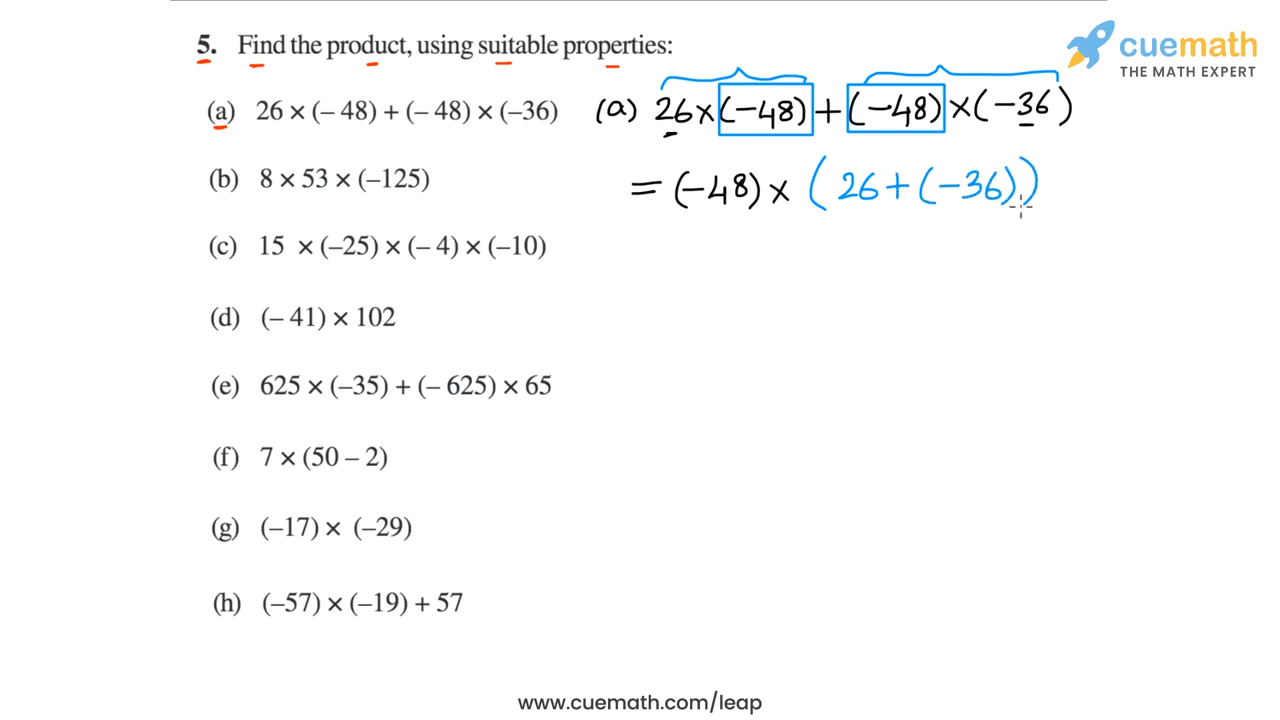 5. Find the product, using suitable properties:
cuemath
THE MATH EXPERT
(a) 26 × (– 48) + (– 48) × (–36)
(a) 26 × (-48) + (-48) × (-36)
= (-48) × (26 + (-36))
(b) 8 × 53 × (–125)
(c) 15 × (–25) × (– 4) × (–10)
(d) (– 41) × 102
(e) 625 × (–35) + (– 625) × 65
(f) 7 × (50 – 2)
(g) (–17) × (–29)
(h) (–57) × (–19) + 57
www.cuemath.com/leap